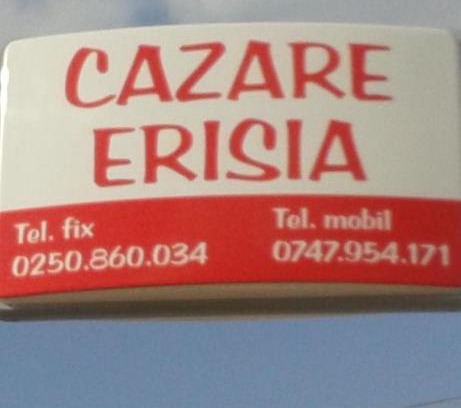 CAZARE
ERISIA
Tel. fix Tel. mobil
0250.860.034 0747.954.171